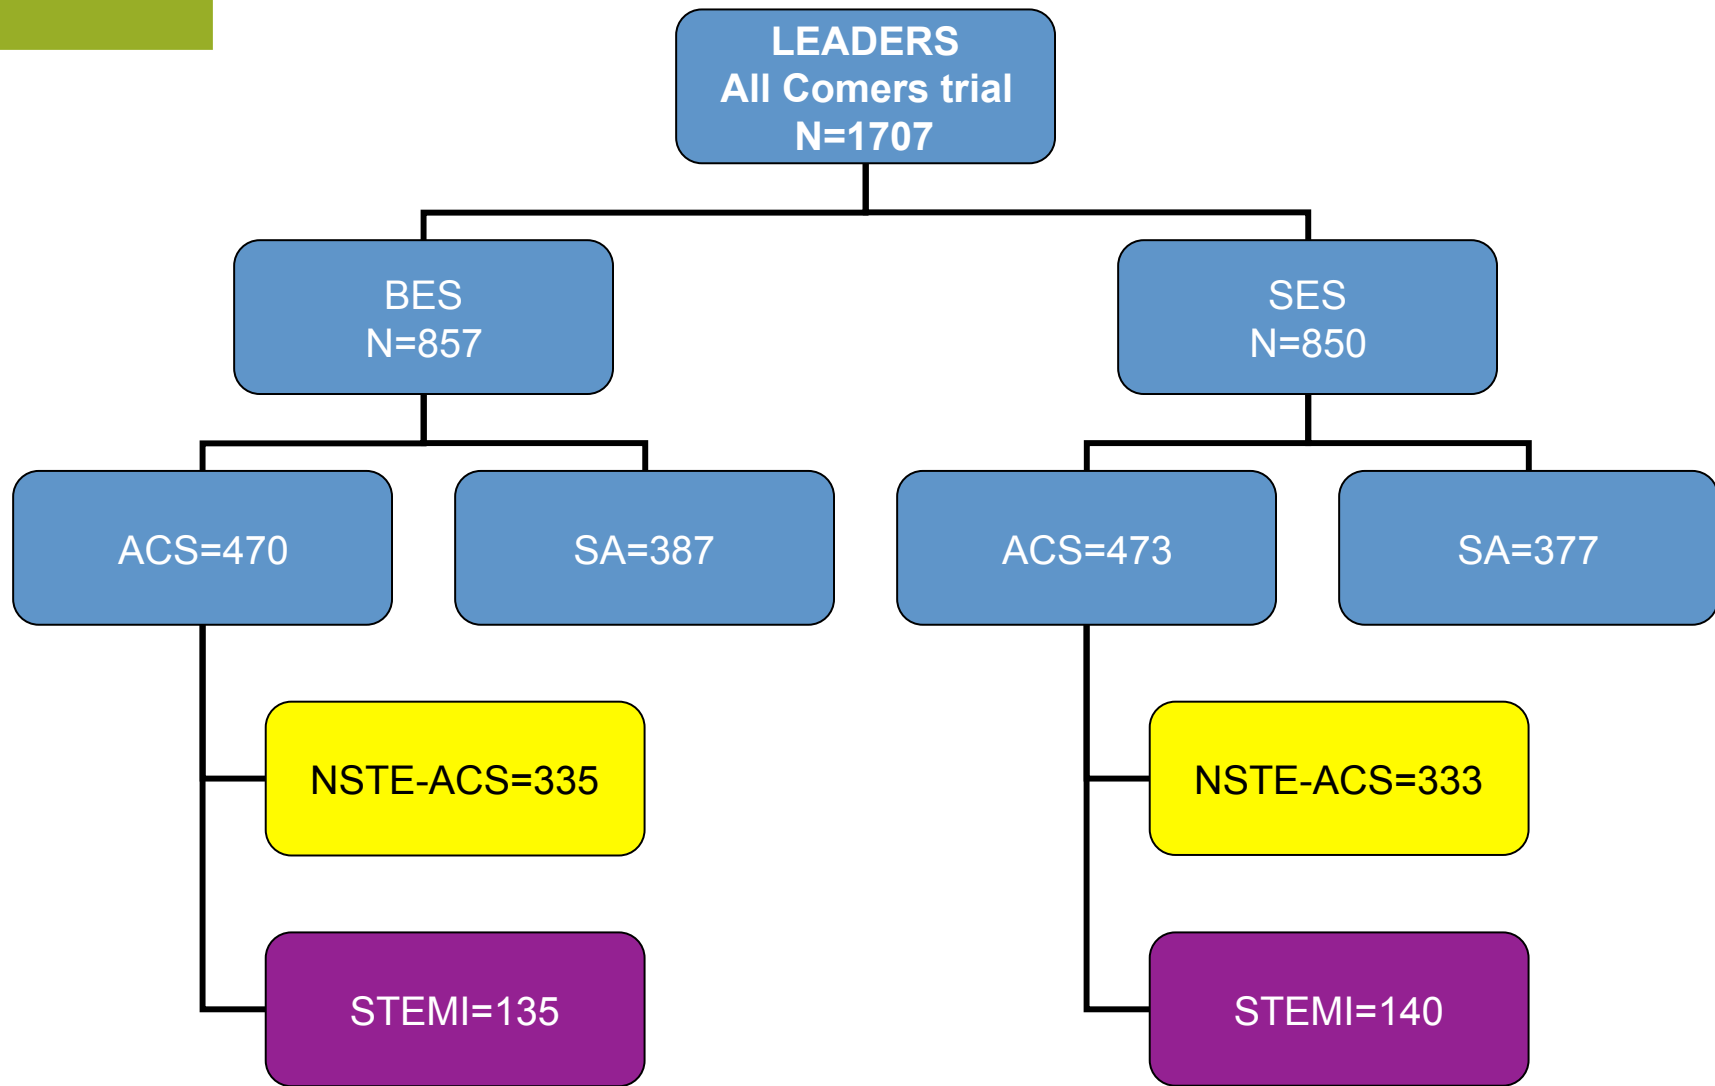 LEADERS
All Comers trial
N=1707
BES
N=857
SES
N=850
ACS=470
SA=387
ACS=473
SA=377
NSTE-ACS=335
NSTE-ACS=333
STEMI=135
STEMI=140